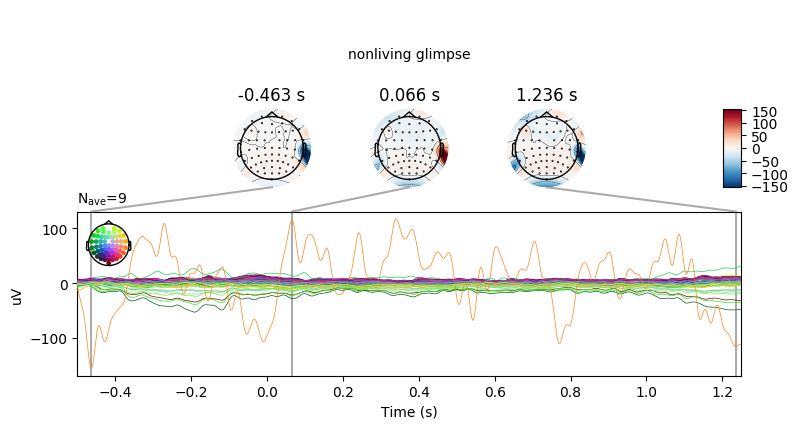 nonliving glimpse
-0.463 s 0.066 s 1.236 s
150
100
50
0
−50
−100
−150
Nave=9
100
0
−100
uV
−0.4 −0.2 0.0 0.2 0.4 0.6 0.8 1.0 1.2
Time (s)